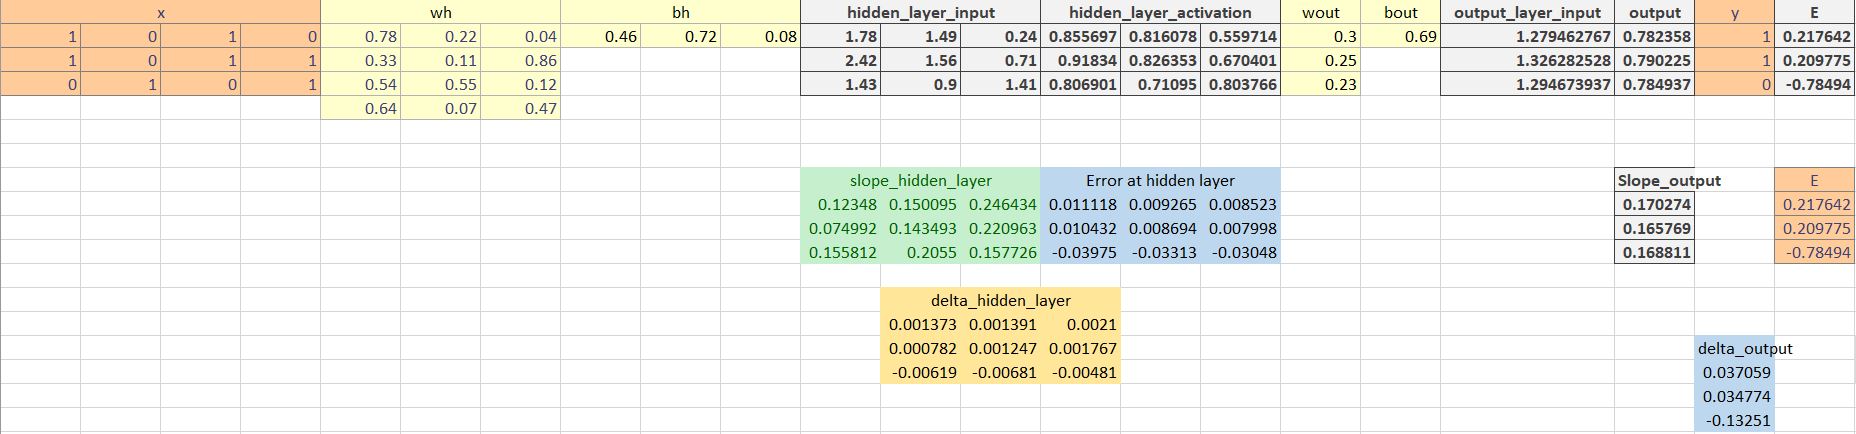 x wh bh hidden_layer_input hidden_layer_activation wout bout output_layer_input output y E
1 0 1 0 0.78 0.22 0.04 0.46 0.72 0.08 1.78 1.49 0.24 0.855697 0.816078 0.559714 0.3 0.69 1.279462767 0.782358 1 0.217642
1 0 1 1 0.33 0.11 0.86 2.42 1.56 0.71 0.91834 0.826353 0.670401 0.25 1.326282528 0.790225 1 0.209775
0 1 0 1 0.54 0.55 0.12 1.43 0.9 1.41 0.806901 0.71095 0.803766 0.23 1.294673937 0.784937 0 -0.78494
0.64 0.07 0.47
slope_hidden_layer Error at hidden layer Slope_output E
0.12348 0.150095 0.246434 0.011118 0.009265 0.008523 0.170274 0.217642
0.074992 0.143493 0.220963 0.010432 0.008694 0.007998 0.165769 0.209775
0.155812 0.2055 0.157726 -0.03975 -0.03313 -0.03048 0.168811 -0.78494
delta_hidden_layer
0.001373 0.001391 0.0021
0.000782 0.001247 0.001767 delta_output
-0.00619 -0.00681 -0.00481 0.037059
0.034774
-0.13251